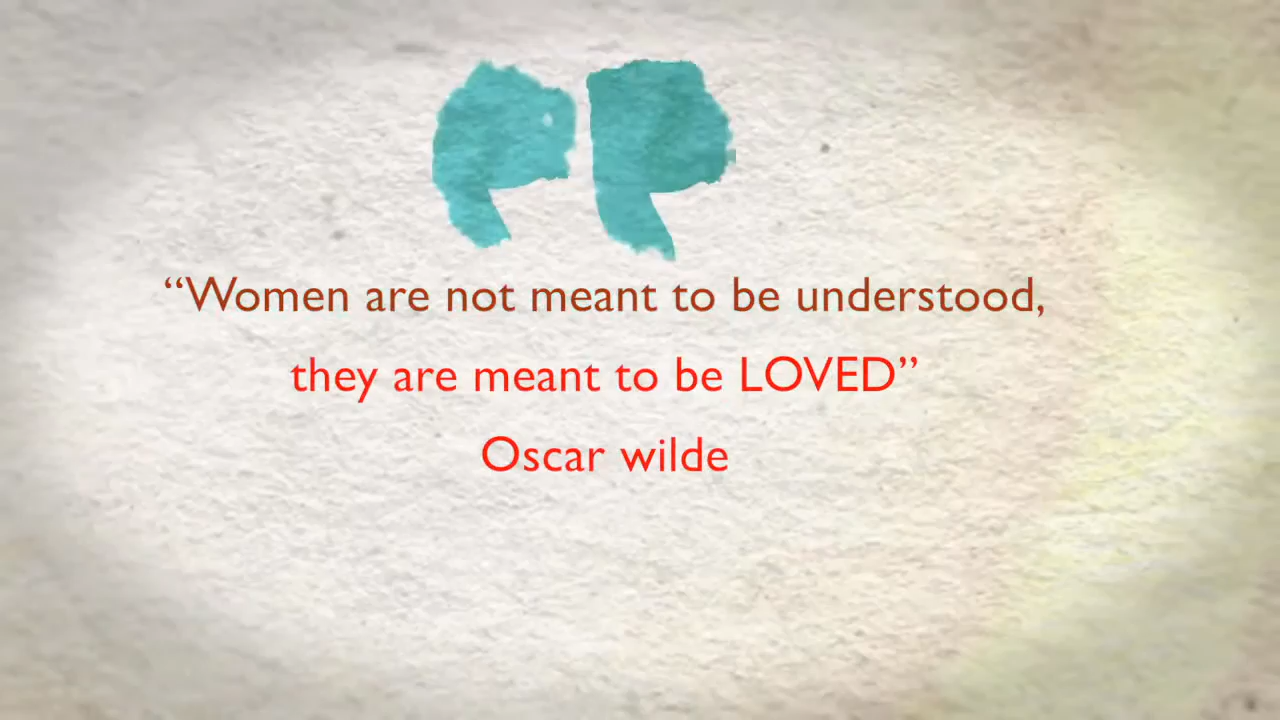 “Women are not meant to be understood,
they are meant to be LOVED”
Oscar wilde